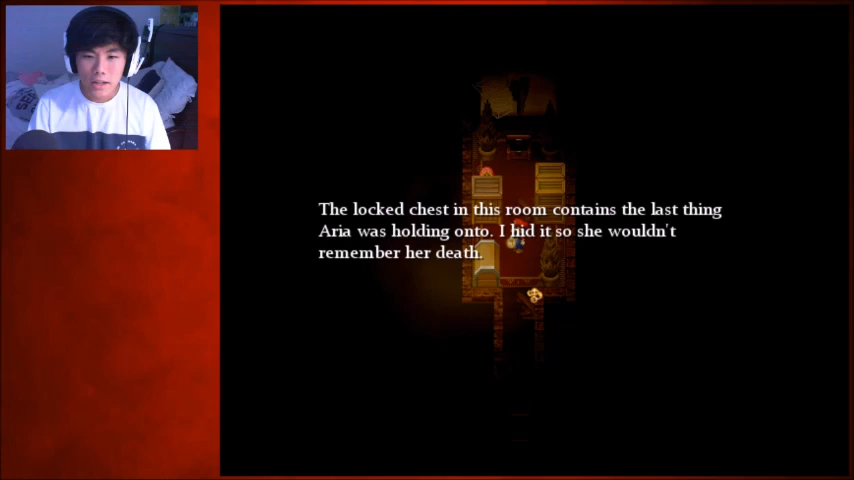 The locked chest in this room contains the last thing
Aria was holding onto. I hid it so she wouldn't
remember her death.